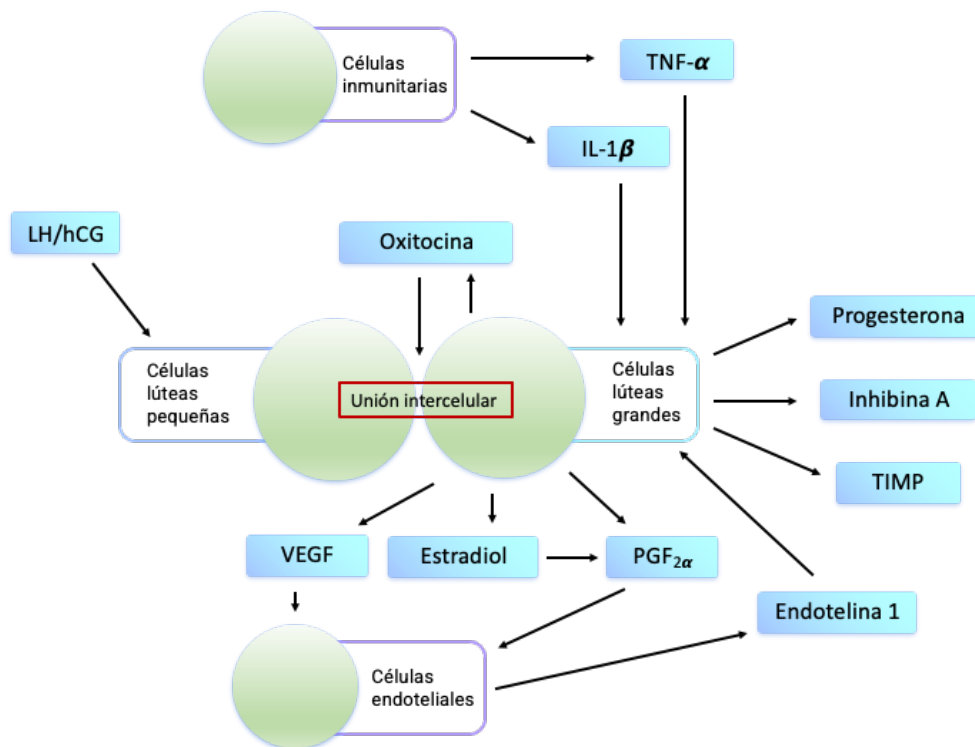 Células
inmunitarias
TNF-α
IL-1β
LH/hCG
Oxitocina
Células
lúteas
pequeñas
Unión intercelular
Células
lúteas
grandes
Progesterona
Inhibina A
TIMP
VEGF
Estradiol
PGF2α
Endotelina 1
Células
endoteliales